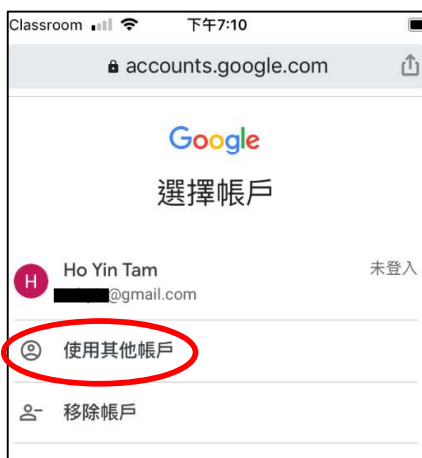 Classroom 下午7:10
accounts.google.com
Google
選擇帳戶
H Ho Yin Tam 未登入
@gmail.com
使用其他帳戶
移除帳戶